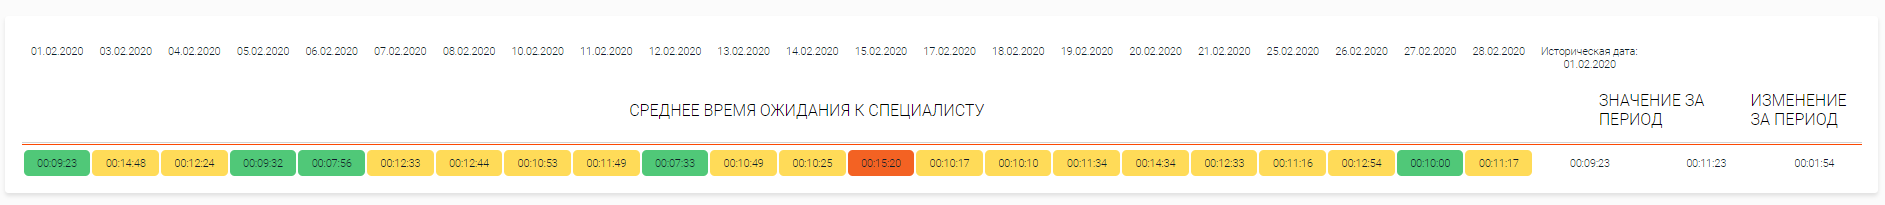 01.02.2020 03.02.2020 04.02.2020 05.02.2020 06.02.2020 07.02.2020 08.02.2020 10.02.2020 11.02.2020 12.02.2020 13.02.2020 14.02.2020 15.02.2020 17.02.2020 18.02.2020 19.02.2020 20.02.2020 21.02.2020 25.02.2020 26.02.2020 27.02.2020 28.02.2020 Историческая дата:
01.02.2020
СРЕДНЕЕ ВРЕМЯ ОЖИДАНИЯ К СПЕЦИАЛИСТУ
ЗНАЧЕНИЕ ЗА
ПЕРИОД
ИЗМЕНЕНИЕ
ЗА ПЕРИОД
00:09:23 00:14:48 00:12:24 00:09:32 00:07:56 00:12:33 00:12:44 00:10:53 00:11:49 00:07:33 00:10:49 00:10:25 00:15:20 00:10:17 00:10:10 00:11:34 00:14:34 00:12:33 00:11:16 00:12:54 00:10:00 00:11:17 00:09:23 00:11:23 00:01:54